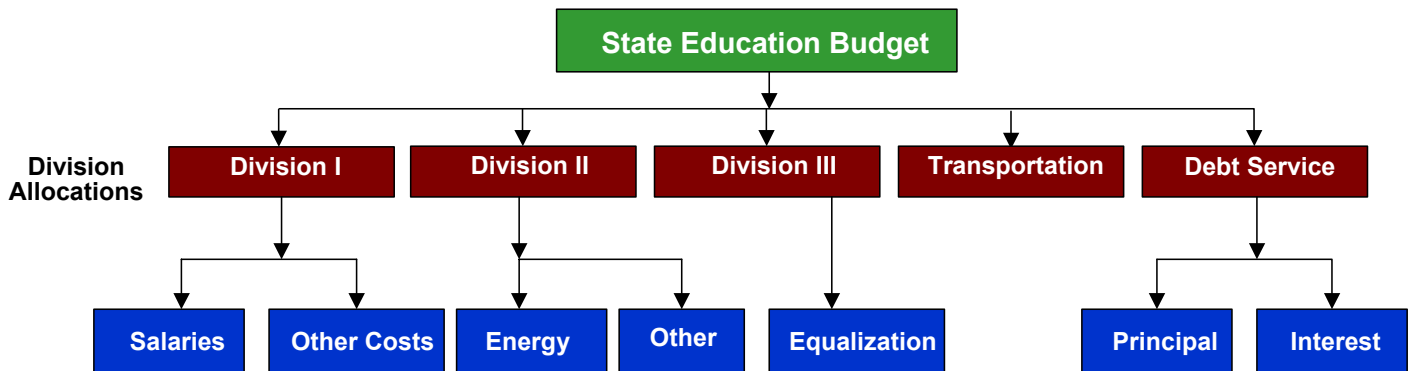 State Education Budget
Division
Allocations
Division I
Division II
Division III
Transportation
Debt Service
Salaries
Other Costs
Energy
Other
Equalization
Principal
Interest